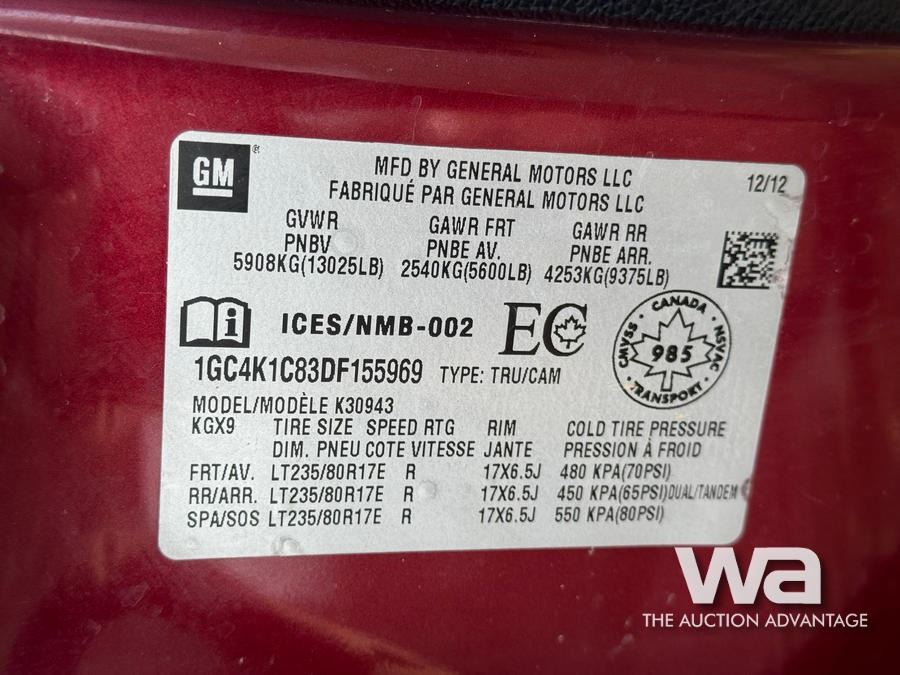 GM
MFD BY GENERAL MOTORS LLC
FABRIQUÉ PAR GENERAL MOTORS LLC
12/12
GVWR GAWR FRT GAWR RR
PNBV PNBE AV. PNBE ARR.
5908KG(13025LB) 2540KG(5600LB) 4253KG(9375LB)
ICES/NMB-002 EC
CANADA
CMVSS 985 NSVAC
TRANSPORT
1GC4K1C83DF155969 TYPE: TRU/CAM
MODEL/MODÈLE K30943
KGX9 TIRE SIZE SPEED RTG RIM COLD TIRE PRESSURE
DIM. PNEU COTE VITESSE JANTE PRESSION À FROID
FRT/AV. LT235/80R17E R 17X6.5J 480 KPA(70PSI)
RR/ARR. LT235/80R17E R 17X6.5J 450 KPA(65PSI)DUAL/TANDEM
SPA/SOS LT235/80R17E R 17X6.5J 550 KPA(80PSI)
wa
THE AUCTION ADVANTAGE